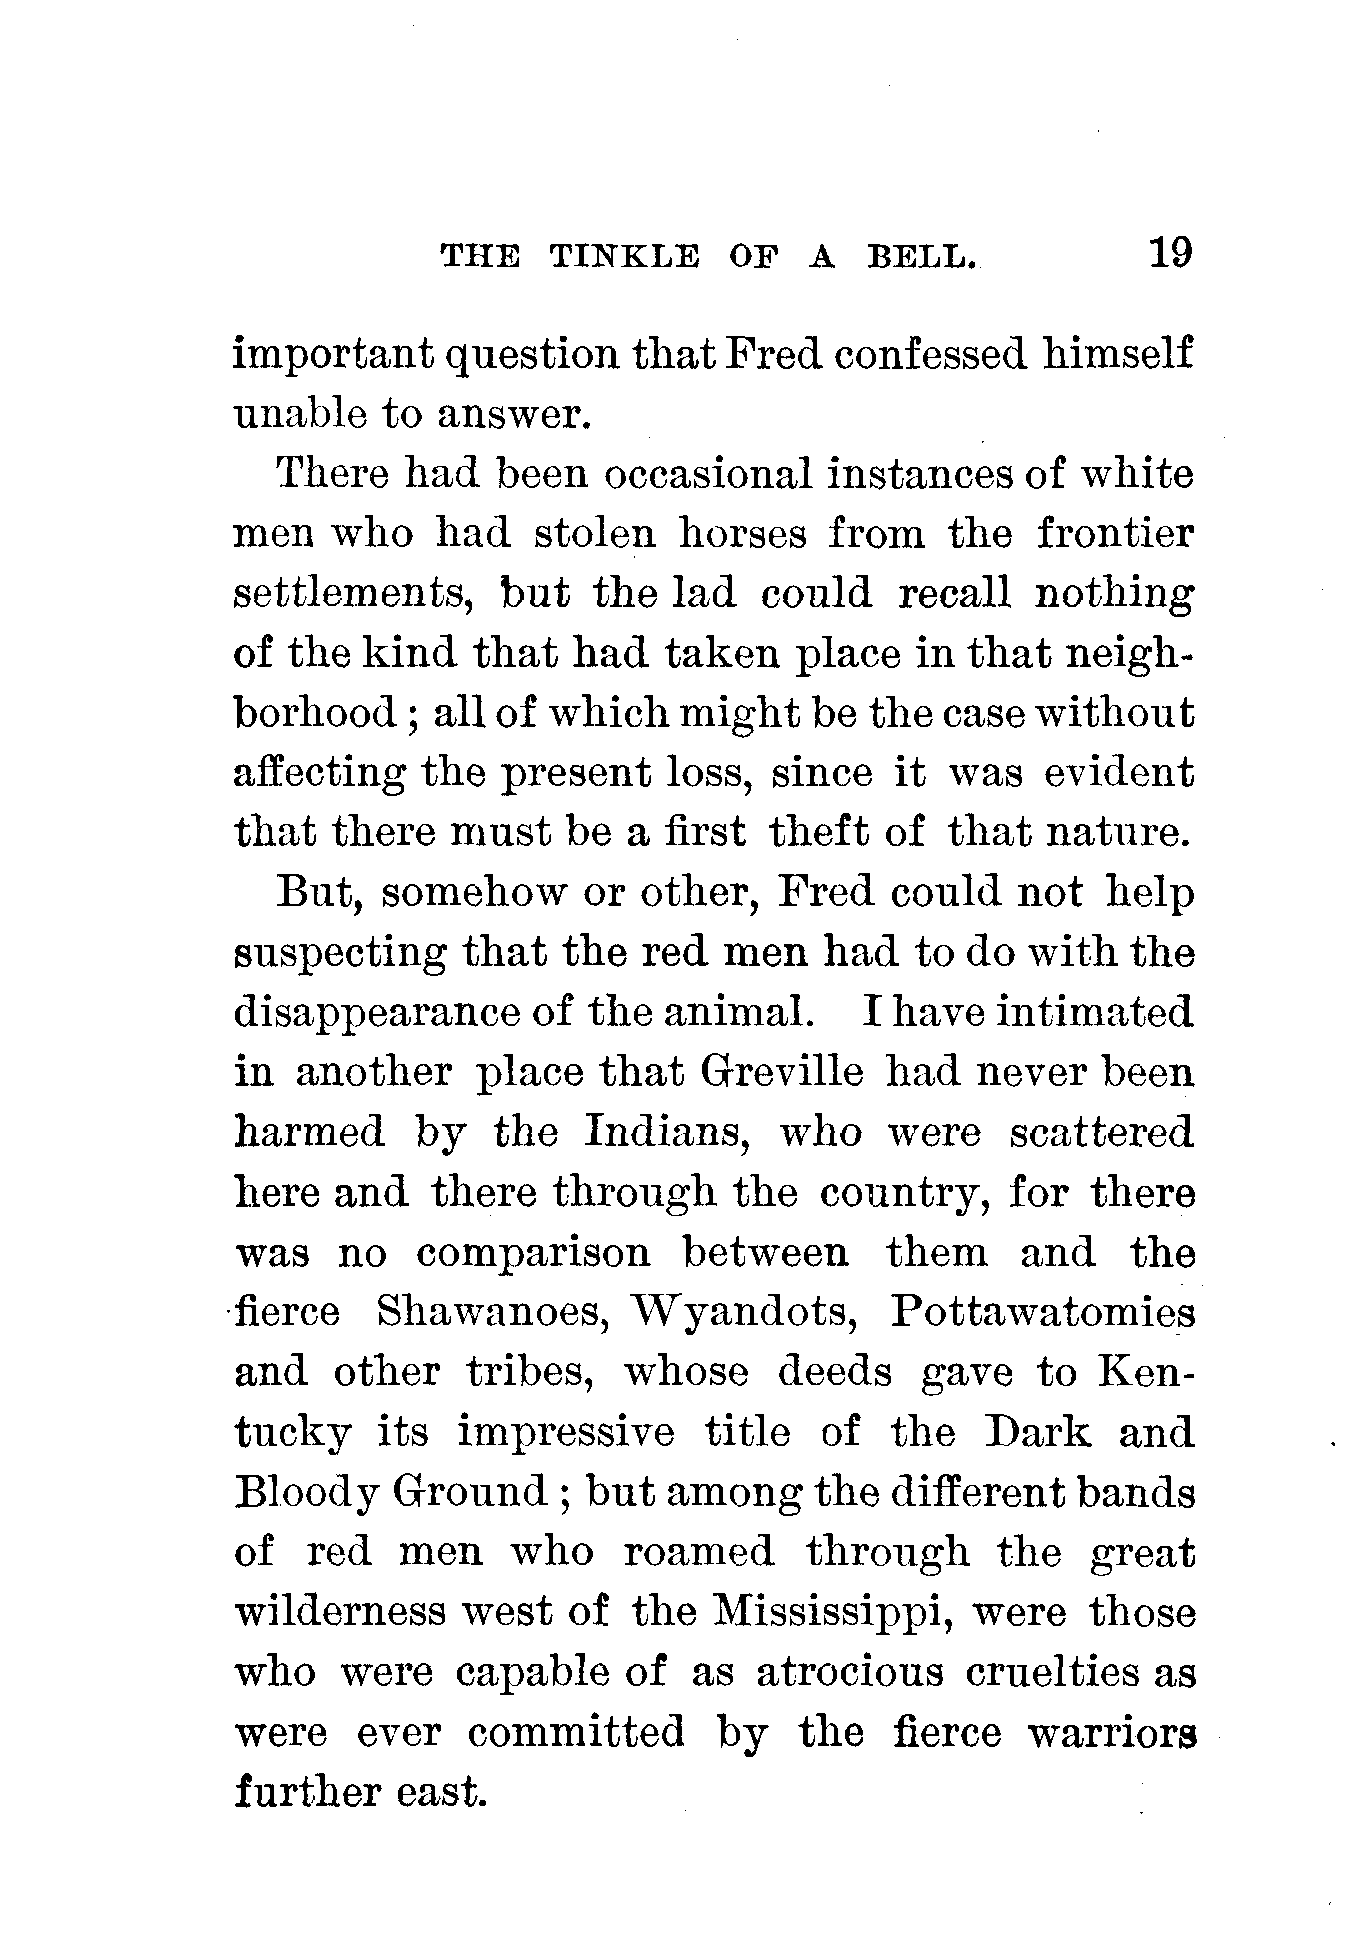 THE TINKLE OF A BELL. 19
important question that Fred confessed himself
unable to answer.
There had been occasional instances of white
men who had stolen horses from the frontier
settlements, but the lad could recall nothing
of the kind that had taken place in that neigh-
borhood ; all of which might be the case without
affecting the present loss, since it was evident
that there must be a first theft of that nature.
But, somehow or other, Fred could not help
suspecting that the red men had to do with the
disappearance of the animal. I have intimated
in another place that Greville had never been
harmed by the Indians, who were scattered
here and there through the country, for there
was no comparison between them and the
fierce Shawanoes, Wyandots, Pottawatomies
and other tribes, whose deeds gave to Ken-
tucky its impressive title of the Dark and
Bloody Ground ; but among the different bands
of red men who roamed through the great
wilderness west of the Mississippi, were those
who were capable of as atrocious cruelties as
were ever committed by the fierce warriors
further east.